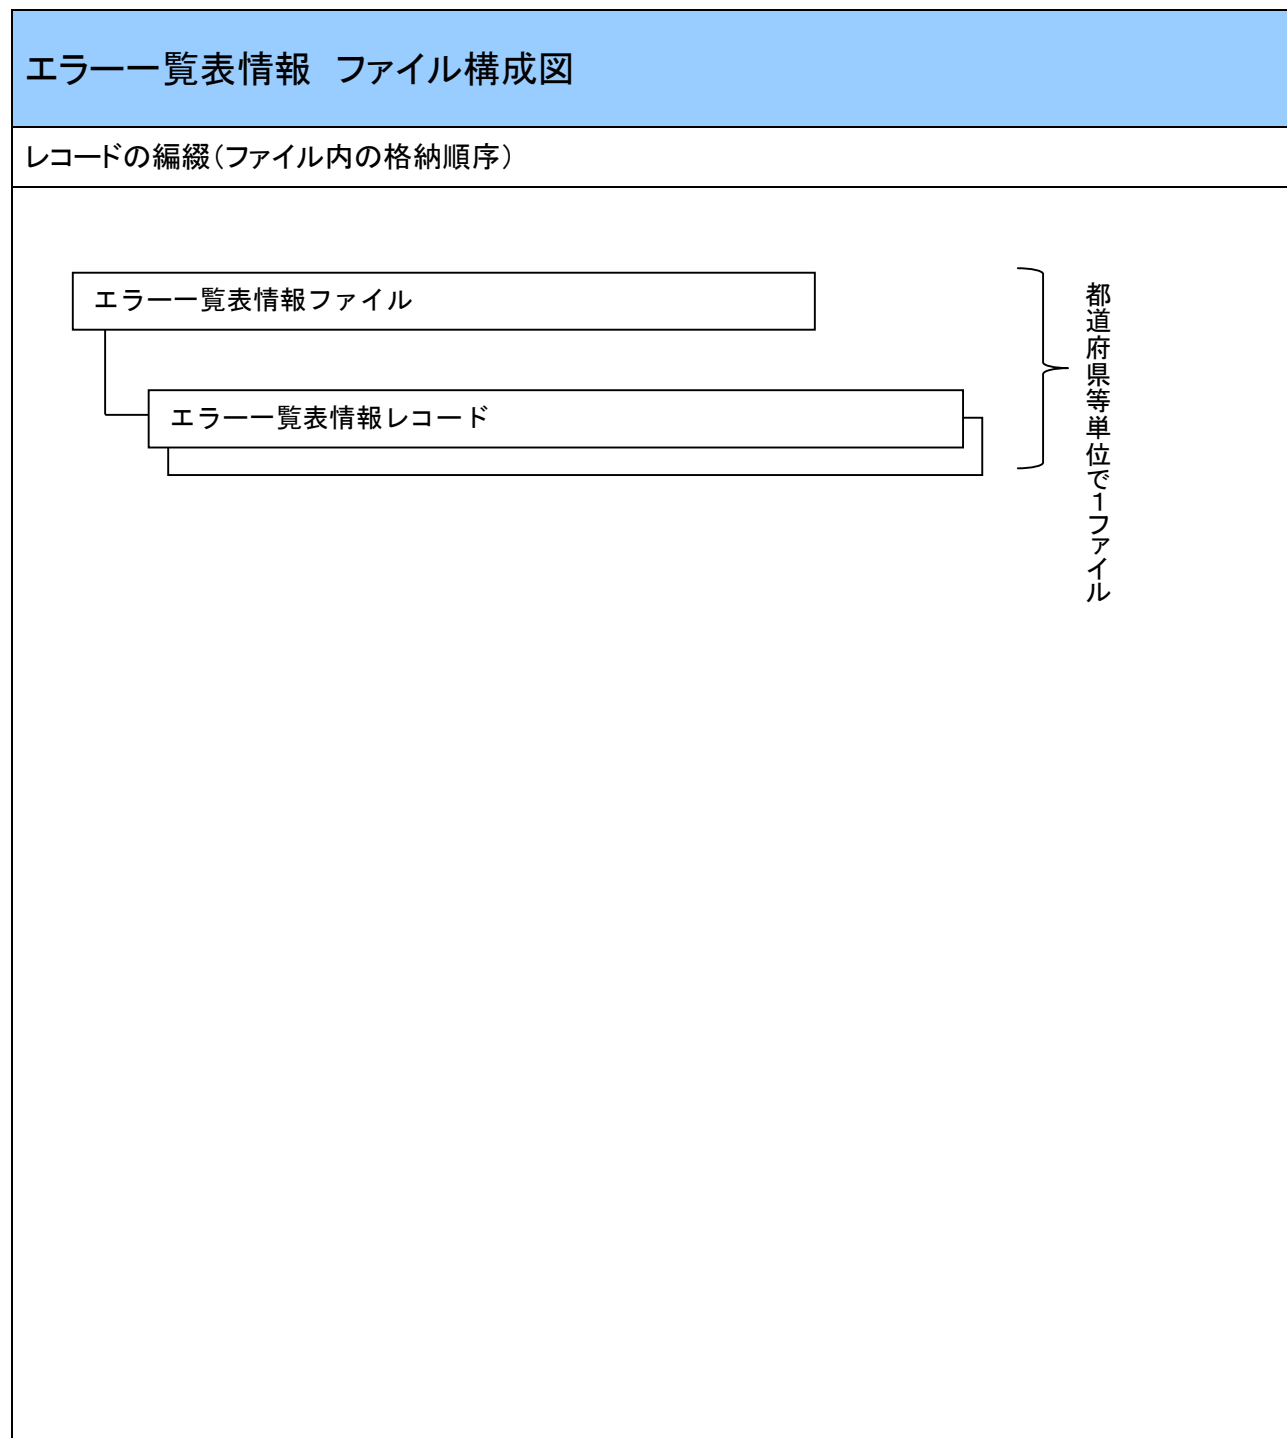 エラー一覧表情報　ファイル構成図
レコードの編綴（ファイル内の格納順序）
エラー一覧表情報ファイル
エラー一覧表情報レコード
都道府県等単位で１ファイル